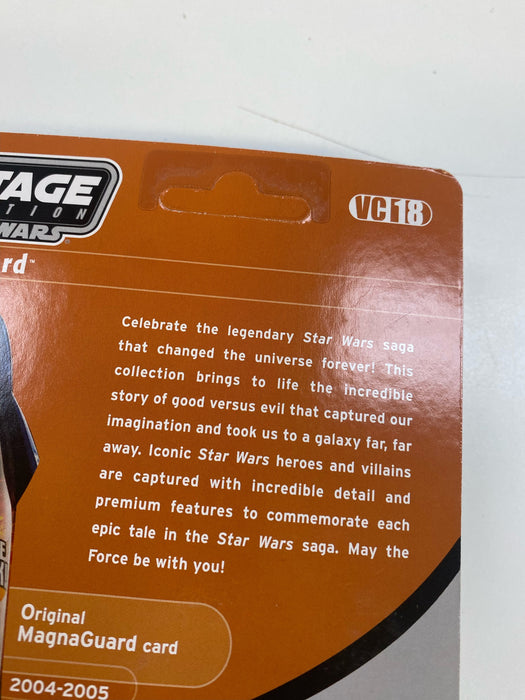 TAGE
TION
WARS
VC18
rd™
Celebrate the legendary Star Wars saga
that changed the universe forever! This
collection brings to life the incredible
story of good versus evil that captured our
imagination and took us to a galaxy far, far
away. Iconic Star Wars heroes and villains
are captured with incredible detail and
premium features to commemorate each
epic tale in the Star Wars saga. May the
Force be with you!
Original
MagnaGuard card
2004-2005